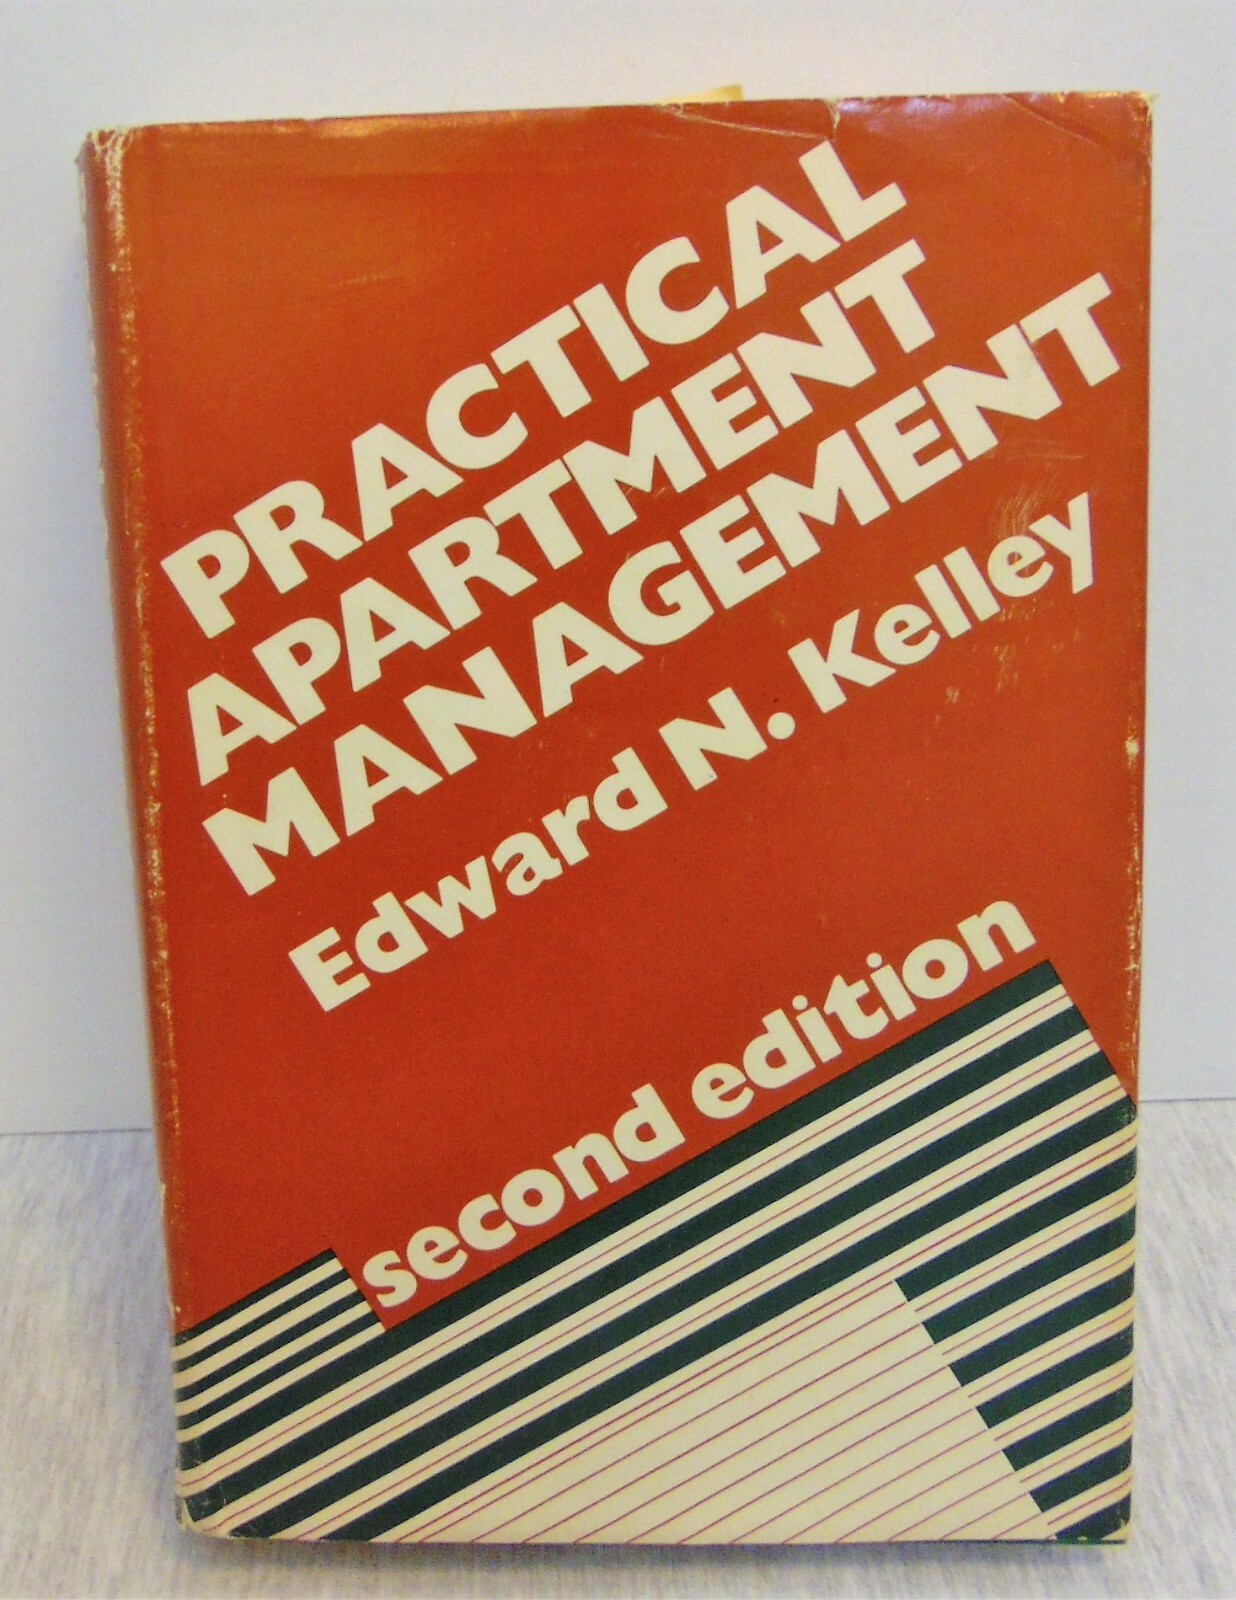 PRACTICAL
APARTMENT
MANAGEMENT
Edward N. Kelley
second edition